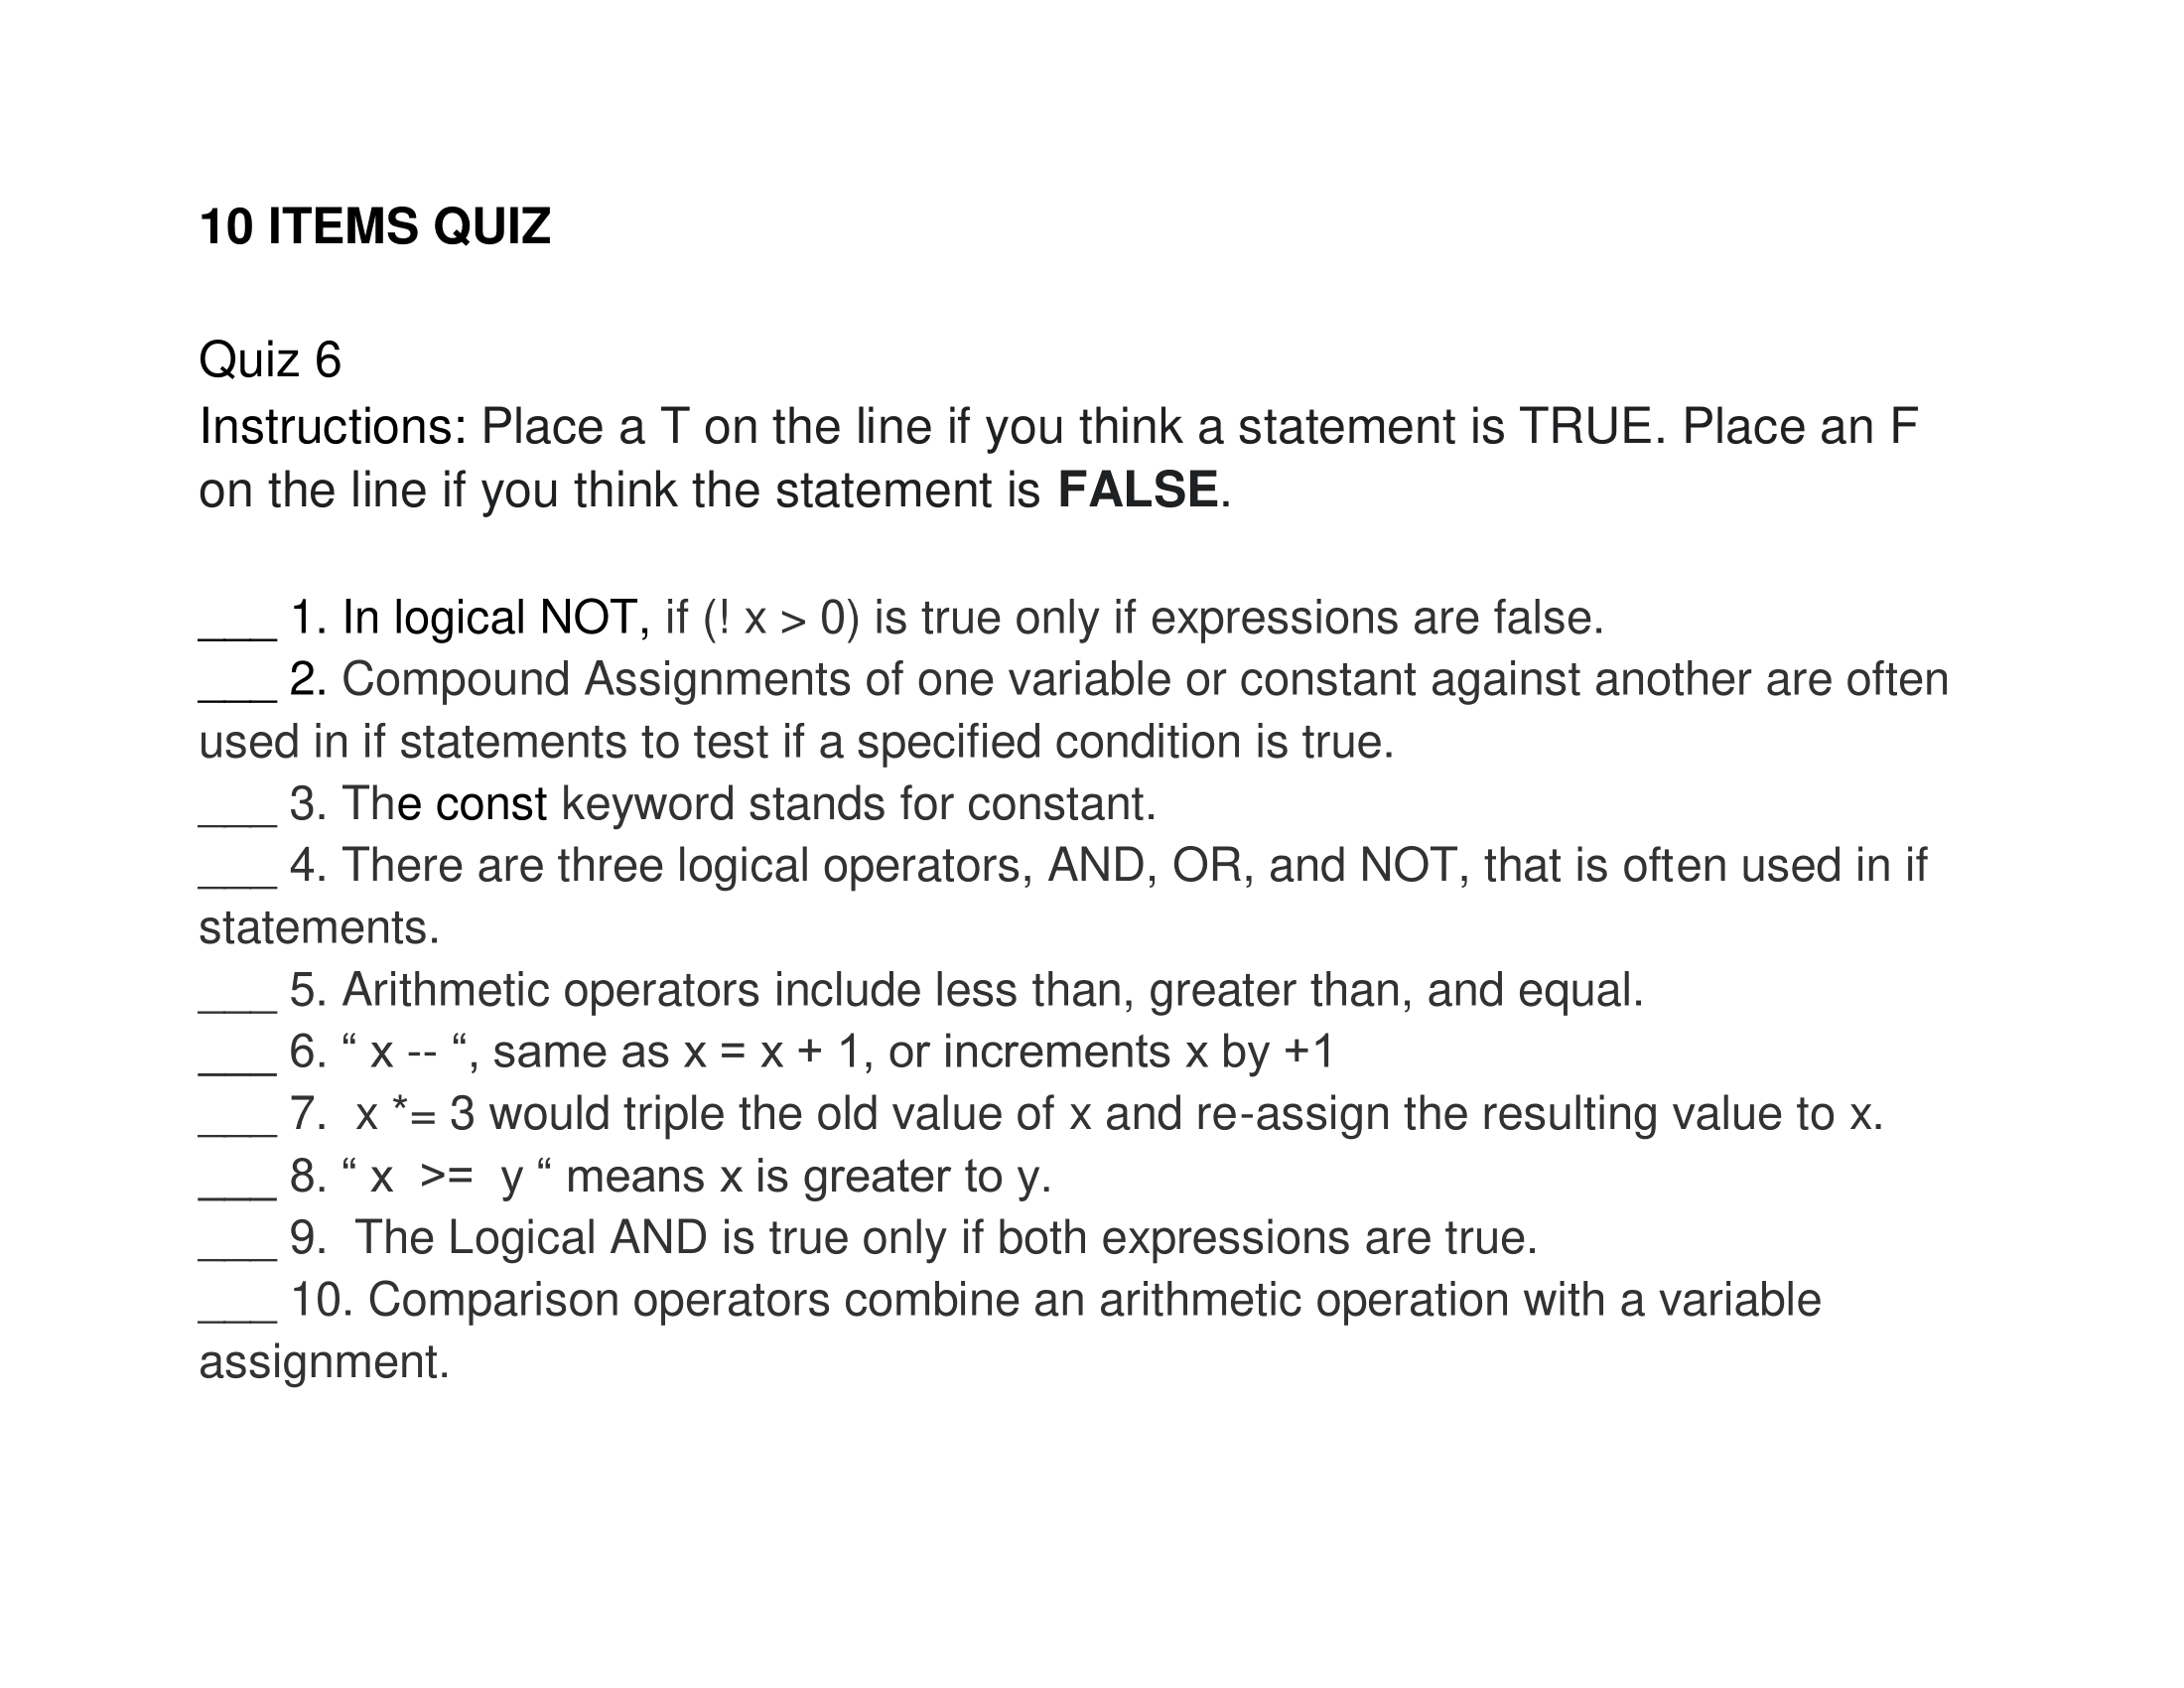 10 ITEMS QUIZ
Quiz 6
Instructions: Place a T on the line if you think a statement is TRUE. Place an F
on the line if you think the statement is FALSE.
___ 1. In logical NOT, if (! x > 0) is true only if expressions are false.
___ 2. Compound Assignments of one variable or constant against another are often
used in if statements to test if a specified condition is true.
___ 3. The const keyword stands for constant.
___ 4. There are three logical operators, AND, OR, and NOT, that is often used in if
statements.
___ 5. Arithmetic operators include less than, greater than, and equal.
___ 6. “ x -- “, same as x = x + 1, or increments x by +1
___ 7.  x *= 3 would triple the old value of x and re-assign the resulting value to x.
___ 8. “ x  >=  y “ means x is greater to y.
___ 9.  The Logical AND is true only if both expressions are true.
___ 10. Comparison operators combine an arithmetic operation with a variable
assignment.